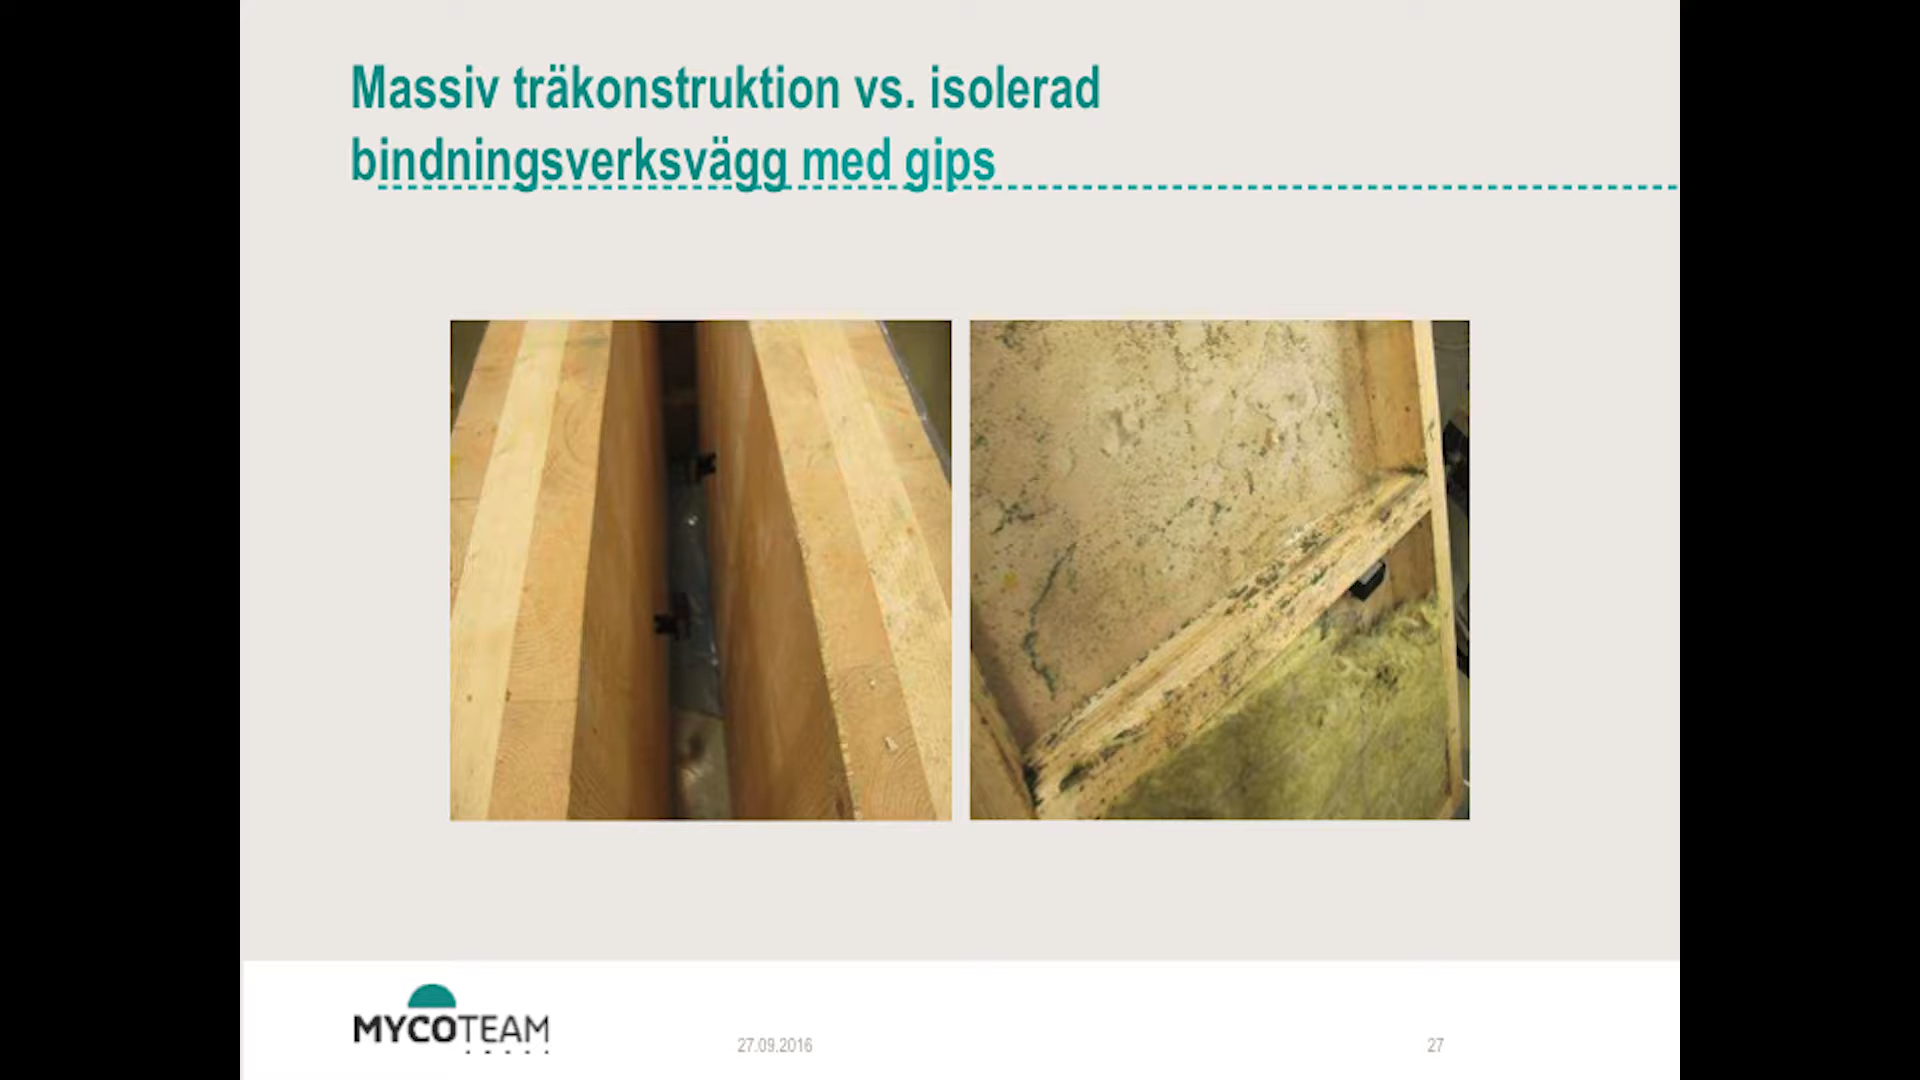 Massiv träkonstruktion vs. isolerad
bindningsverksvägg med gips
MYCOTEAM
27.09.2016
27